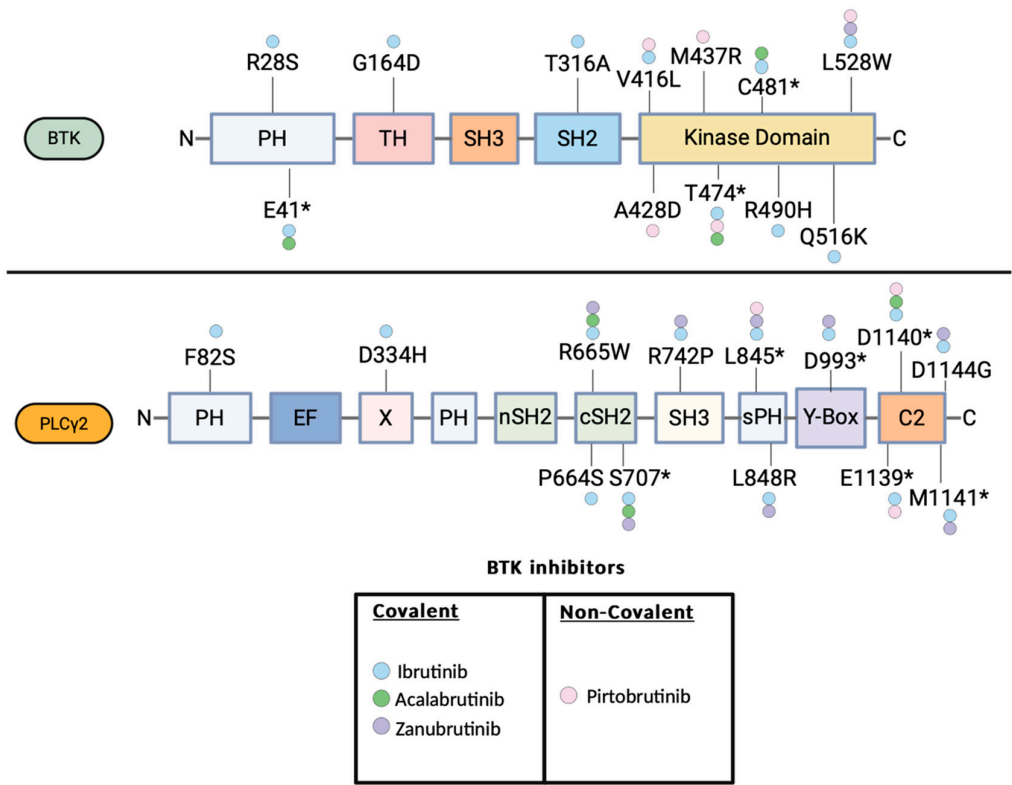 R28S
G164D
T316A
V416L
M437R
C481*
L528W
BTK
N
PH
TH
SH3
SH2
Kinase Domain
C
E41*
A428D
T474*
R490H
Q516K
F82S
D334H
R665W
R742P
L845*
D993*
D1140*
D1144G
PLCγ2
N
PH
EF
X
PH
nSH2
cSH2
SH3
sPH
Y-Box
C2
C
P664S
S707*
L848R
E1139*
M1141*
BTK inhibitors
Covalent
Ibrutinib
Acalabrutinib
Zanubrutinib
Non-Covalent
Pirtobrutinib